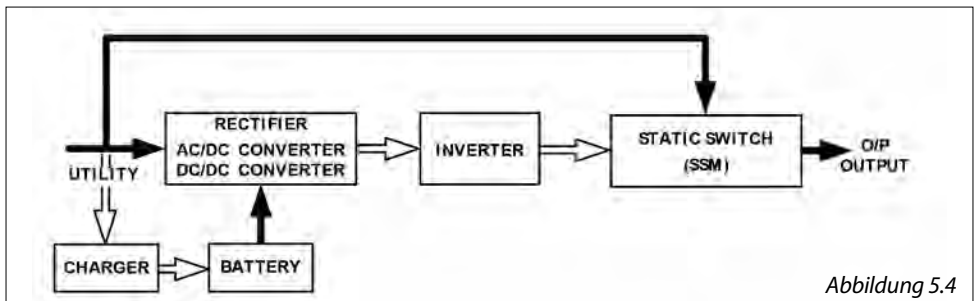 RECTIFIER
AC/DC CONVERTER
DC/DC CONVERTER
INVERTER
STATIC SWITCH
(SSM)
O/P
OUTPUT
UTILITY
CHARGER
BATTERY
Abbildung 5.4